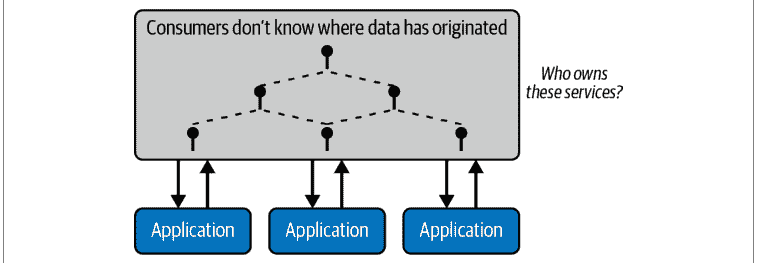 Consumers don't know where data has originated
Who owns
these services?
Application
Application
Application